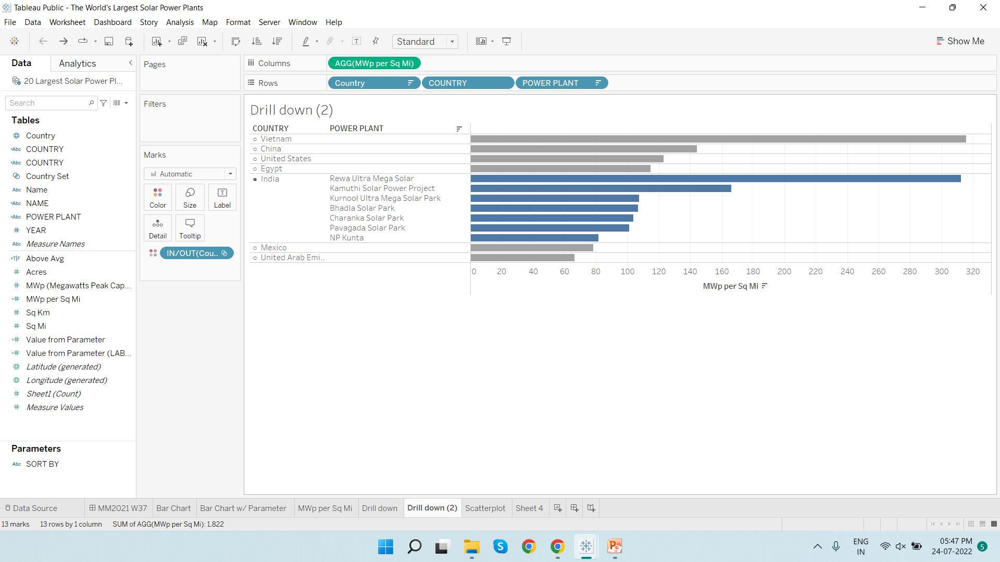 Tableau Public - The World's Largest Solar Power Plants
File Data Worksheet Dashboard Story Analysis Map Format Server Window Help
Standard
Show Me
Data Analytics
20 Largest Solar Power Pl...
Search
Tables
Country
=Abc COUNTRY
=Abc COUNTRY
Country Set
Abc Name
=Abc NAME
=Abc POWER PLANT
# YEAR
Abc Measure Names
=T|F Above Avg
# Acres
# MWp (Megawatts Peak Cap...
=# MWp per Sq Mi
# Sq Km
# Sq Mi
=# Value from Parameter
=# Value from Parameter (LAB...
Latitude (generated)
Longitude (generated)
# Sheet1 (Count)
# Measure Values
Parameters
Abc SORT BY
Pages
Filters
Marks
Automatic
Color Size Label
Detail Tooltip
IN/OUT(Cou..
Columns AGG(MWp per Sq Mi)
Rows Country COUNTRY POWER PLANT
Drill down (2)
COUNTRY POWER PLANT
○ Vietnam
○ China
○ United States
○ Egypt
● India Rewa Ultra Mega Solar
Kamuthi Solar Power Project
Kurnool Ultra Mega Solar Park
Bhadla Solar Park
Charanka Solar Park
Pavagada Solar Park
NP Kunta
○ Mexico
○ United Arab Emi..
0 20 40 60 80 100 120 140 160 180 200 220 240 260 280 300 320
MWp per Sq Mi
Data Source MM2021 W37 Bar Chart Bar Chart w/ Parameter MWp per Sq Mi Drill down Drill down (2) Scatterplot Sheet 4
13 marks 13 rows by 1 column SUM of AGG(MWp per Sq Mi): 1,822
ENG
IN
05:47 PM
24-07-2022
5